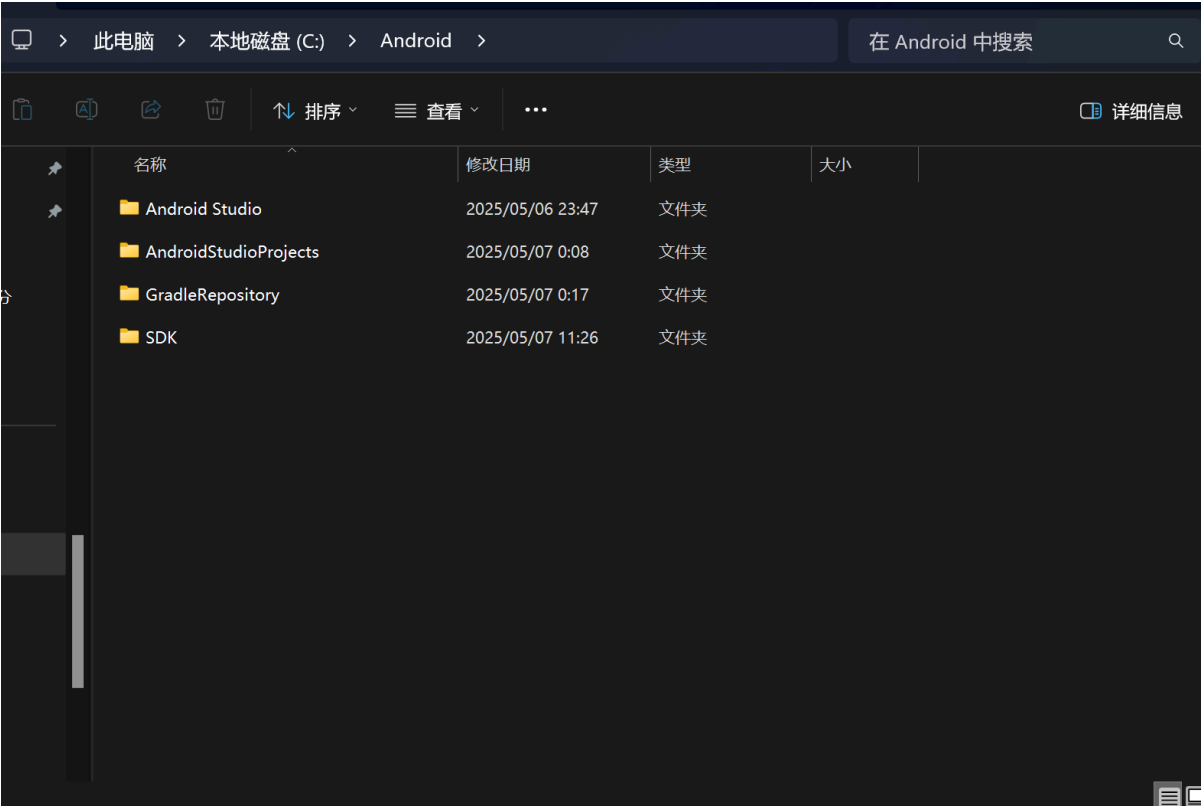 此电脑 本地磁盘 (C:) Android 在 Android 中搜索
排序 查看 详细信息
名称 修改日期 类型 大小
Android Studio 2025/05/06 23:47 文件夹
AndroidStudioProjects 2025/05/07 0:08 文件夹
分
GradleRepository 2025/05/07 0:17 文件夹
SDK 2025/05/07 11:26 文件夹